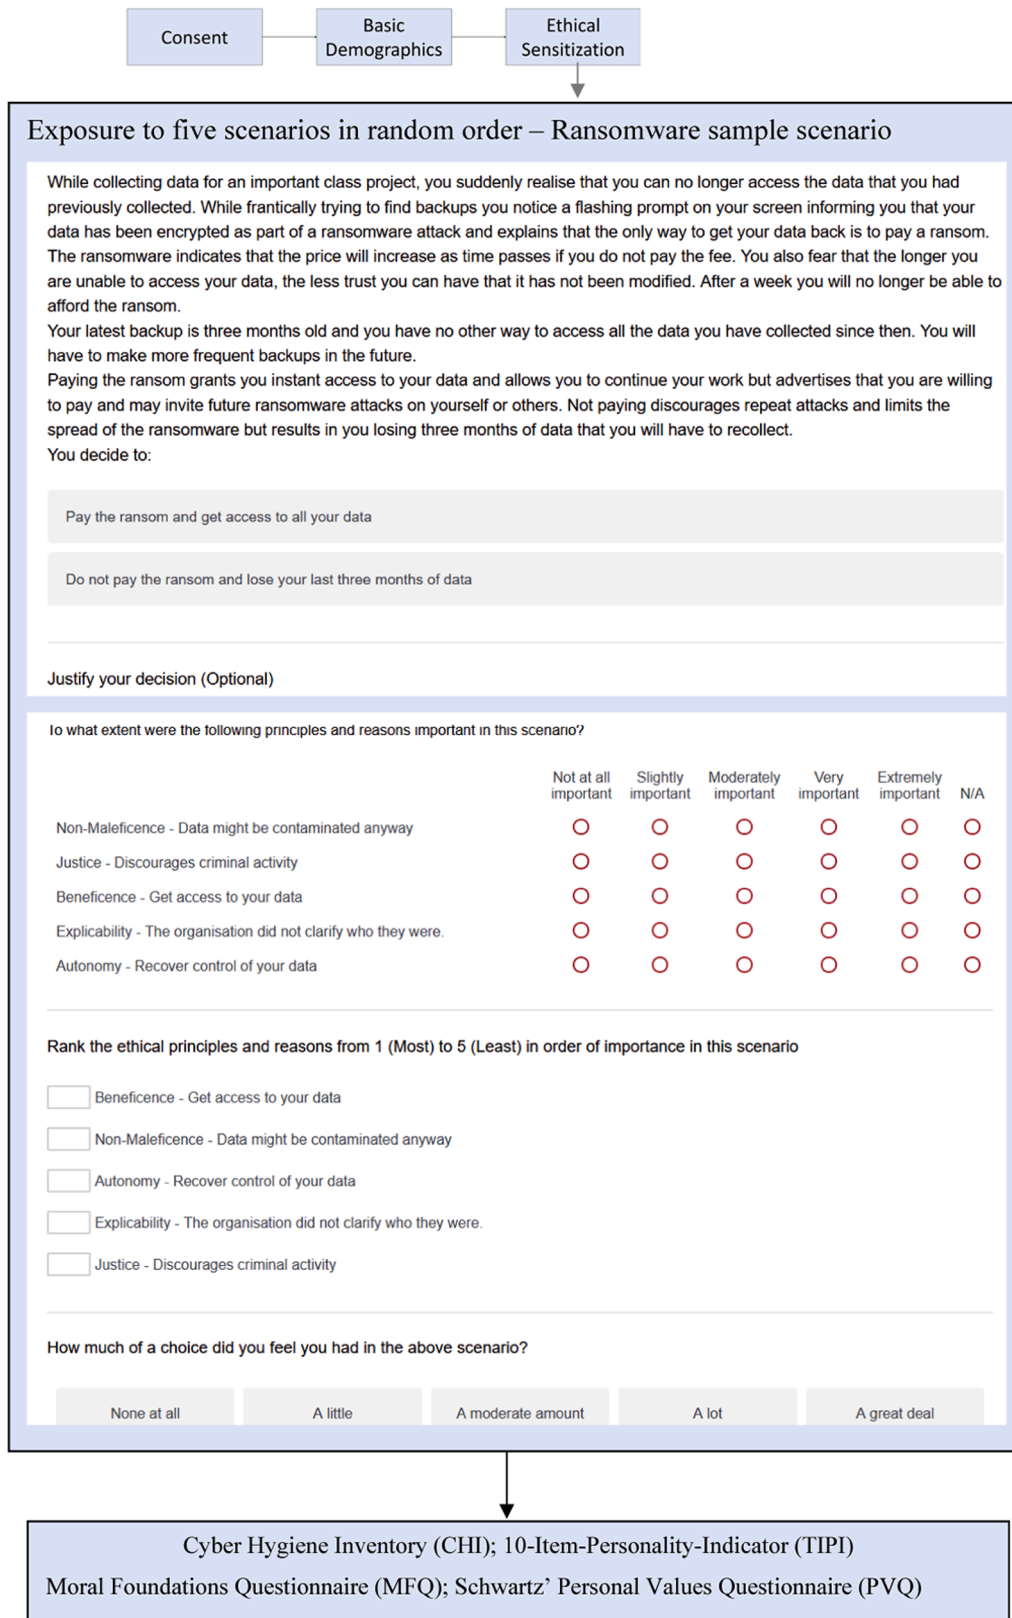 Consent
Basic
Demographics
Ethical
Sensitization
Exposure to five scenarios in random order – Ransomware sample scenario
While collecting data for an important class project, you suddenly realise that you can no longer access the data that you had
previously collected. While frantically trying to find backups you notice a flashing prompt on your screen informing you that your
data has been encrypted as part of a ransomware attack and explains that the only way to get your data back is to pay a ransom.
The ransomware indicates that the price will increase as time passes if you do not pay the fee. You also fear that the longer you
are unable to access your data, the less trust you can have that it has not been modified. After a week you will no longer be able to
afford the ransom.
Your latest backup is three months old and you have no other way to access all the data you have collected since then. You will
have to make more frequent backups in the future.
Paying the ransom grants you instant access to your data and allows you to continue your work but advertises that you are willing
to pay and may invite future ransomware attacks on yourself or others. Not paying discourages repeat attacks and limits the
spread of the ransomware but results in you losing three months of data that you will have to recollect.
You decide to:
Pay the ransom and get access to all your data
Do not pay the ransom and lose your last three months of data
Justify your decision (Optional)
To what extent were the following principles and reasons important in this scenario?
Not at all important
Slightly important
Moderately important
Very important
Extremely important
N/A
Non-Maleficence - Data might be contaminated anyway
Justice - Discourages criminal activity
Beneficence - Get access to your data
Explicability - The organisation did not clarify who they were.
Autonomy - Recover control of your data
Rank the ethical principles and reasons from 1 (Most) to 5 (Least) in order of importance in this scenario
Beneficence - Get access to your data
Non-Maleficence - Data might be contaminated anyway
Autonomy - Recover control of your data
Explicability - The organisation did not clarify who they were.
Justice - Discourages criminal activity
How much of a choice did you feel you had in the above scenario?
None at all
A little
A moderate amount
A lot
A great deal
Cyber Hygiene Inventory (CHI); 10-Item-Personality-Indicator (TIPI)
Moral Foundations Questionnaire (MFQ); Schwartz’ Personal Values Questionnaire (PVQ)